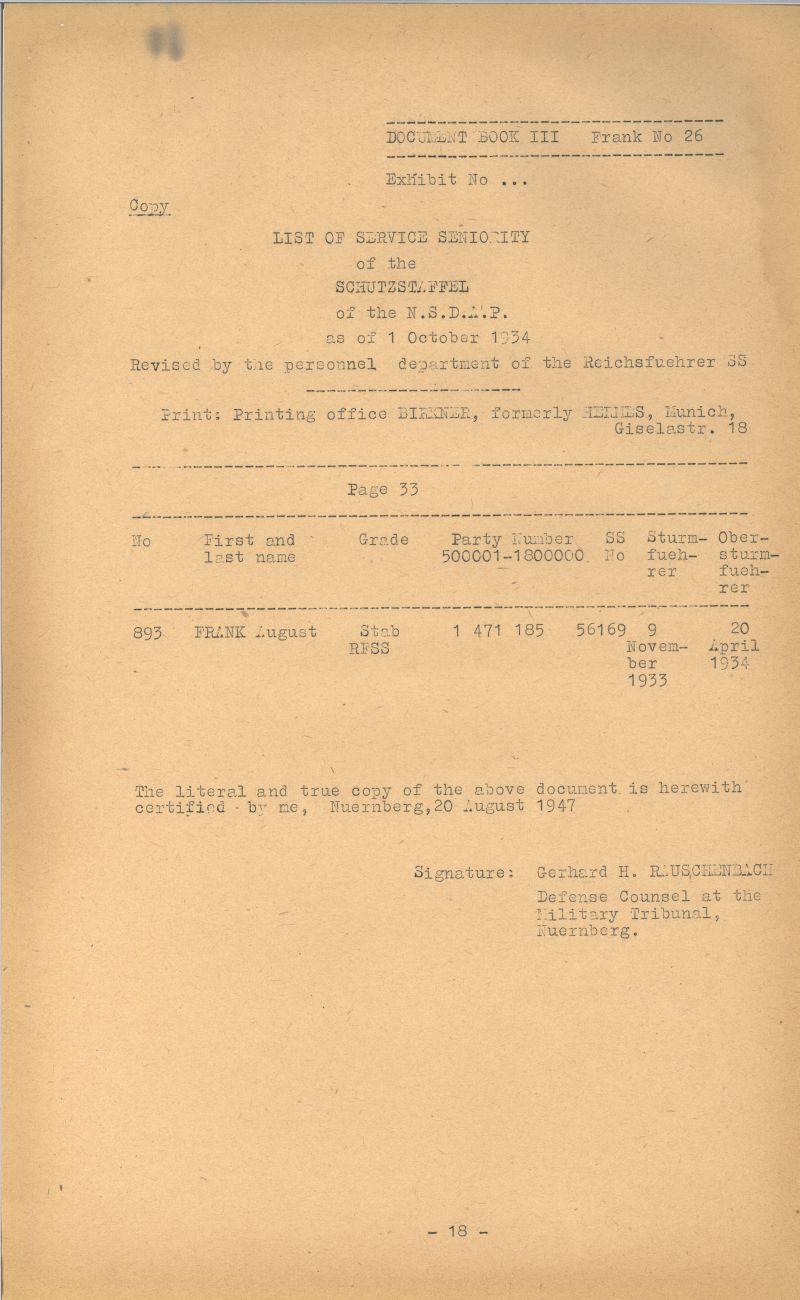 DOCUMENT BOOK III Frank No 26
Exhibit No ...
Copy
LIST OF SERVICE SENIORITY
of the
SCHUTZSTAFFEL
of the N.S.D.A.P.
as of 1 October 1934
Revised by the personnel department of the Reichsfuehrer SS
Print: Printing office BIRKNER, formerly HERMES, Munich,
Giselastr. 18
Page 33
No First and Grade Party Number SS Sturm- Ober-
last name 500001-1800000 No fueh- sturm-
rer fueh-
rer
893 FRANK August Stab 1 471 185 56169 9 20
RFSS Novem- April
ber 1934
1933
The literal and true copy of the above document is herewith
certified by me, Nuernberg,20 August 1947
Signature: Gerhard H. RAUSCHENBACH
Defense Counsel at the
Military Tribunal,
Nuernberg.
- 18 -